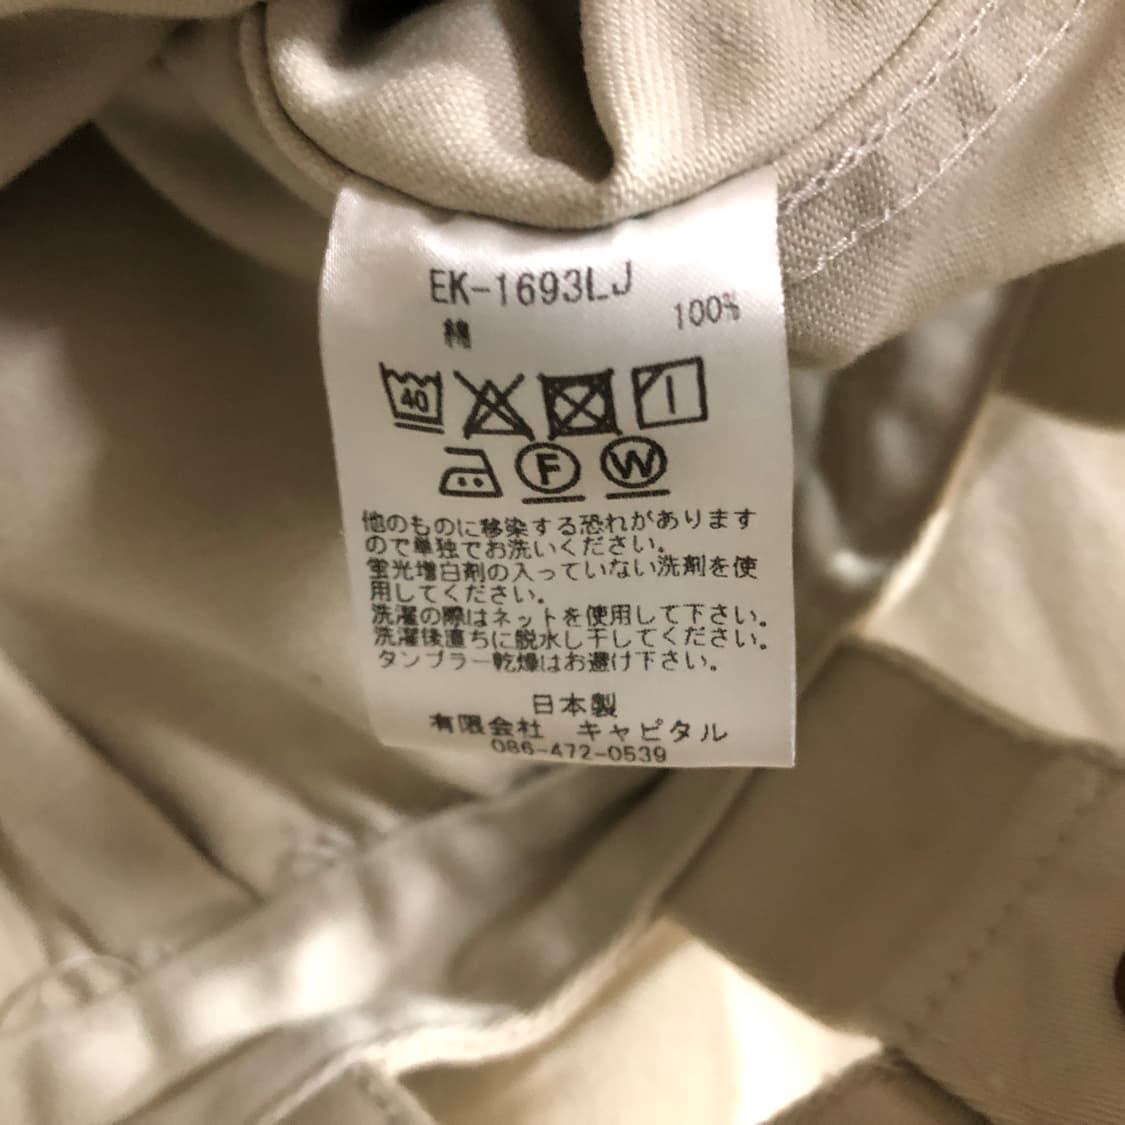 EK-1693LJ
綿 100%
40
F W
他のものに移染する恐れがあります
ので単独でお洗いください。
蛍光増白剤の入っていない洗剤を使
用してください。
洗濯の際はネットを使用して下さい。
洗濯後直ちに脱水し干してください。
タンブラー乾燥はお避け下さい。
日本製
有限会社 キャピタル
086-472-0539